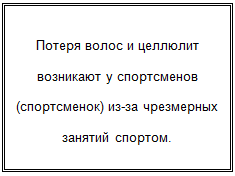 Потеря волос и целлюлит
возникают у спортсменов
(спортсменок) из-за чрезмерных
занятий спортом.